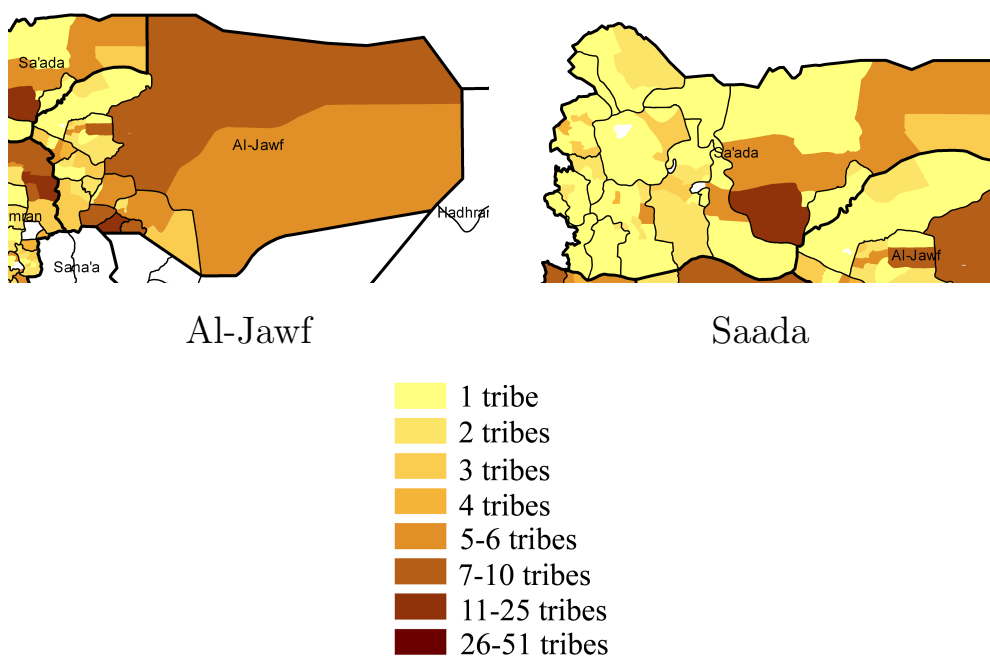 Sa'ada
Al-Jawf
mran
Sana'a
Hadhra
Sa'ada
Al-Jawf
Al-Jawf
Saada
1 tribe
2 tribes
3 tribes
4 tribes
5-6 tribes
7-10 tribes
11-25 tribes
26-51 tribes